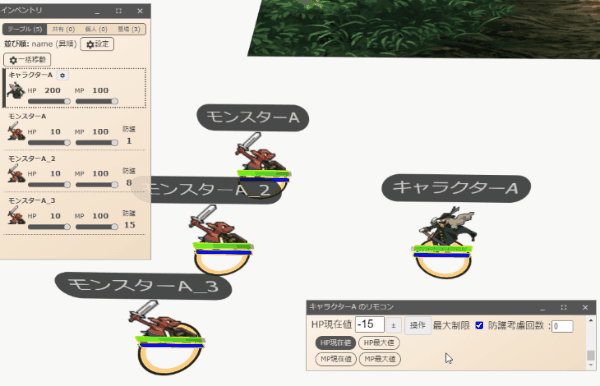 インベントリ
テーブル (5) 共有 (0) 個人 (0) 墓場 (3)
並び順: name (昇順) 設定
一括移動
キャラクターA
HP 200 MP 100
モンスターA
HP 10 MP 100 防護 1
モンスターA_2
HP 10 MP 100 防護 8
モンスターA_3
HP 10 MP 100 防護 15
モンスターA
モンスターA_2
モンスターA_3
キャラクターA
キャラクターA のリモコン
HP現在値 -15 ± 操作 最大制限 防護考慮回数 : 0
HP現在値 HP最大値
MP現在値 MP最大値